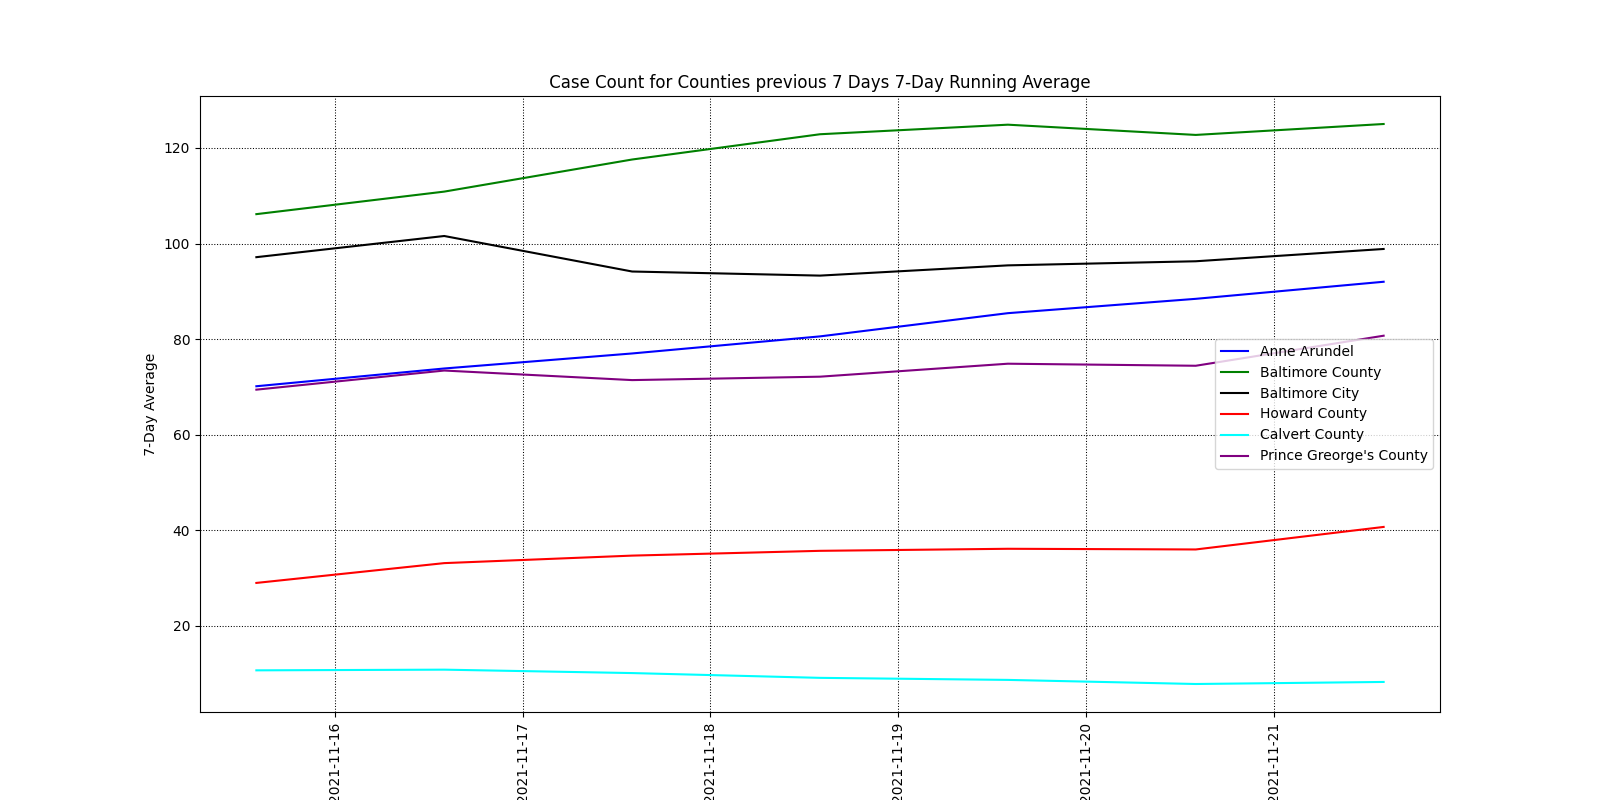 Case Count for Counties previous 7 Days 7-Day Running Average
7-Day Average
120
100
80
60
40
20
Anne Arundel
Baltimore County
Baltimore City
Howard County
Calvert County
Prince Greorge's County
2021-11-16
2021-11-17
2021-11-18
2021-11-19
2021-11-20
2021-11-21